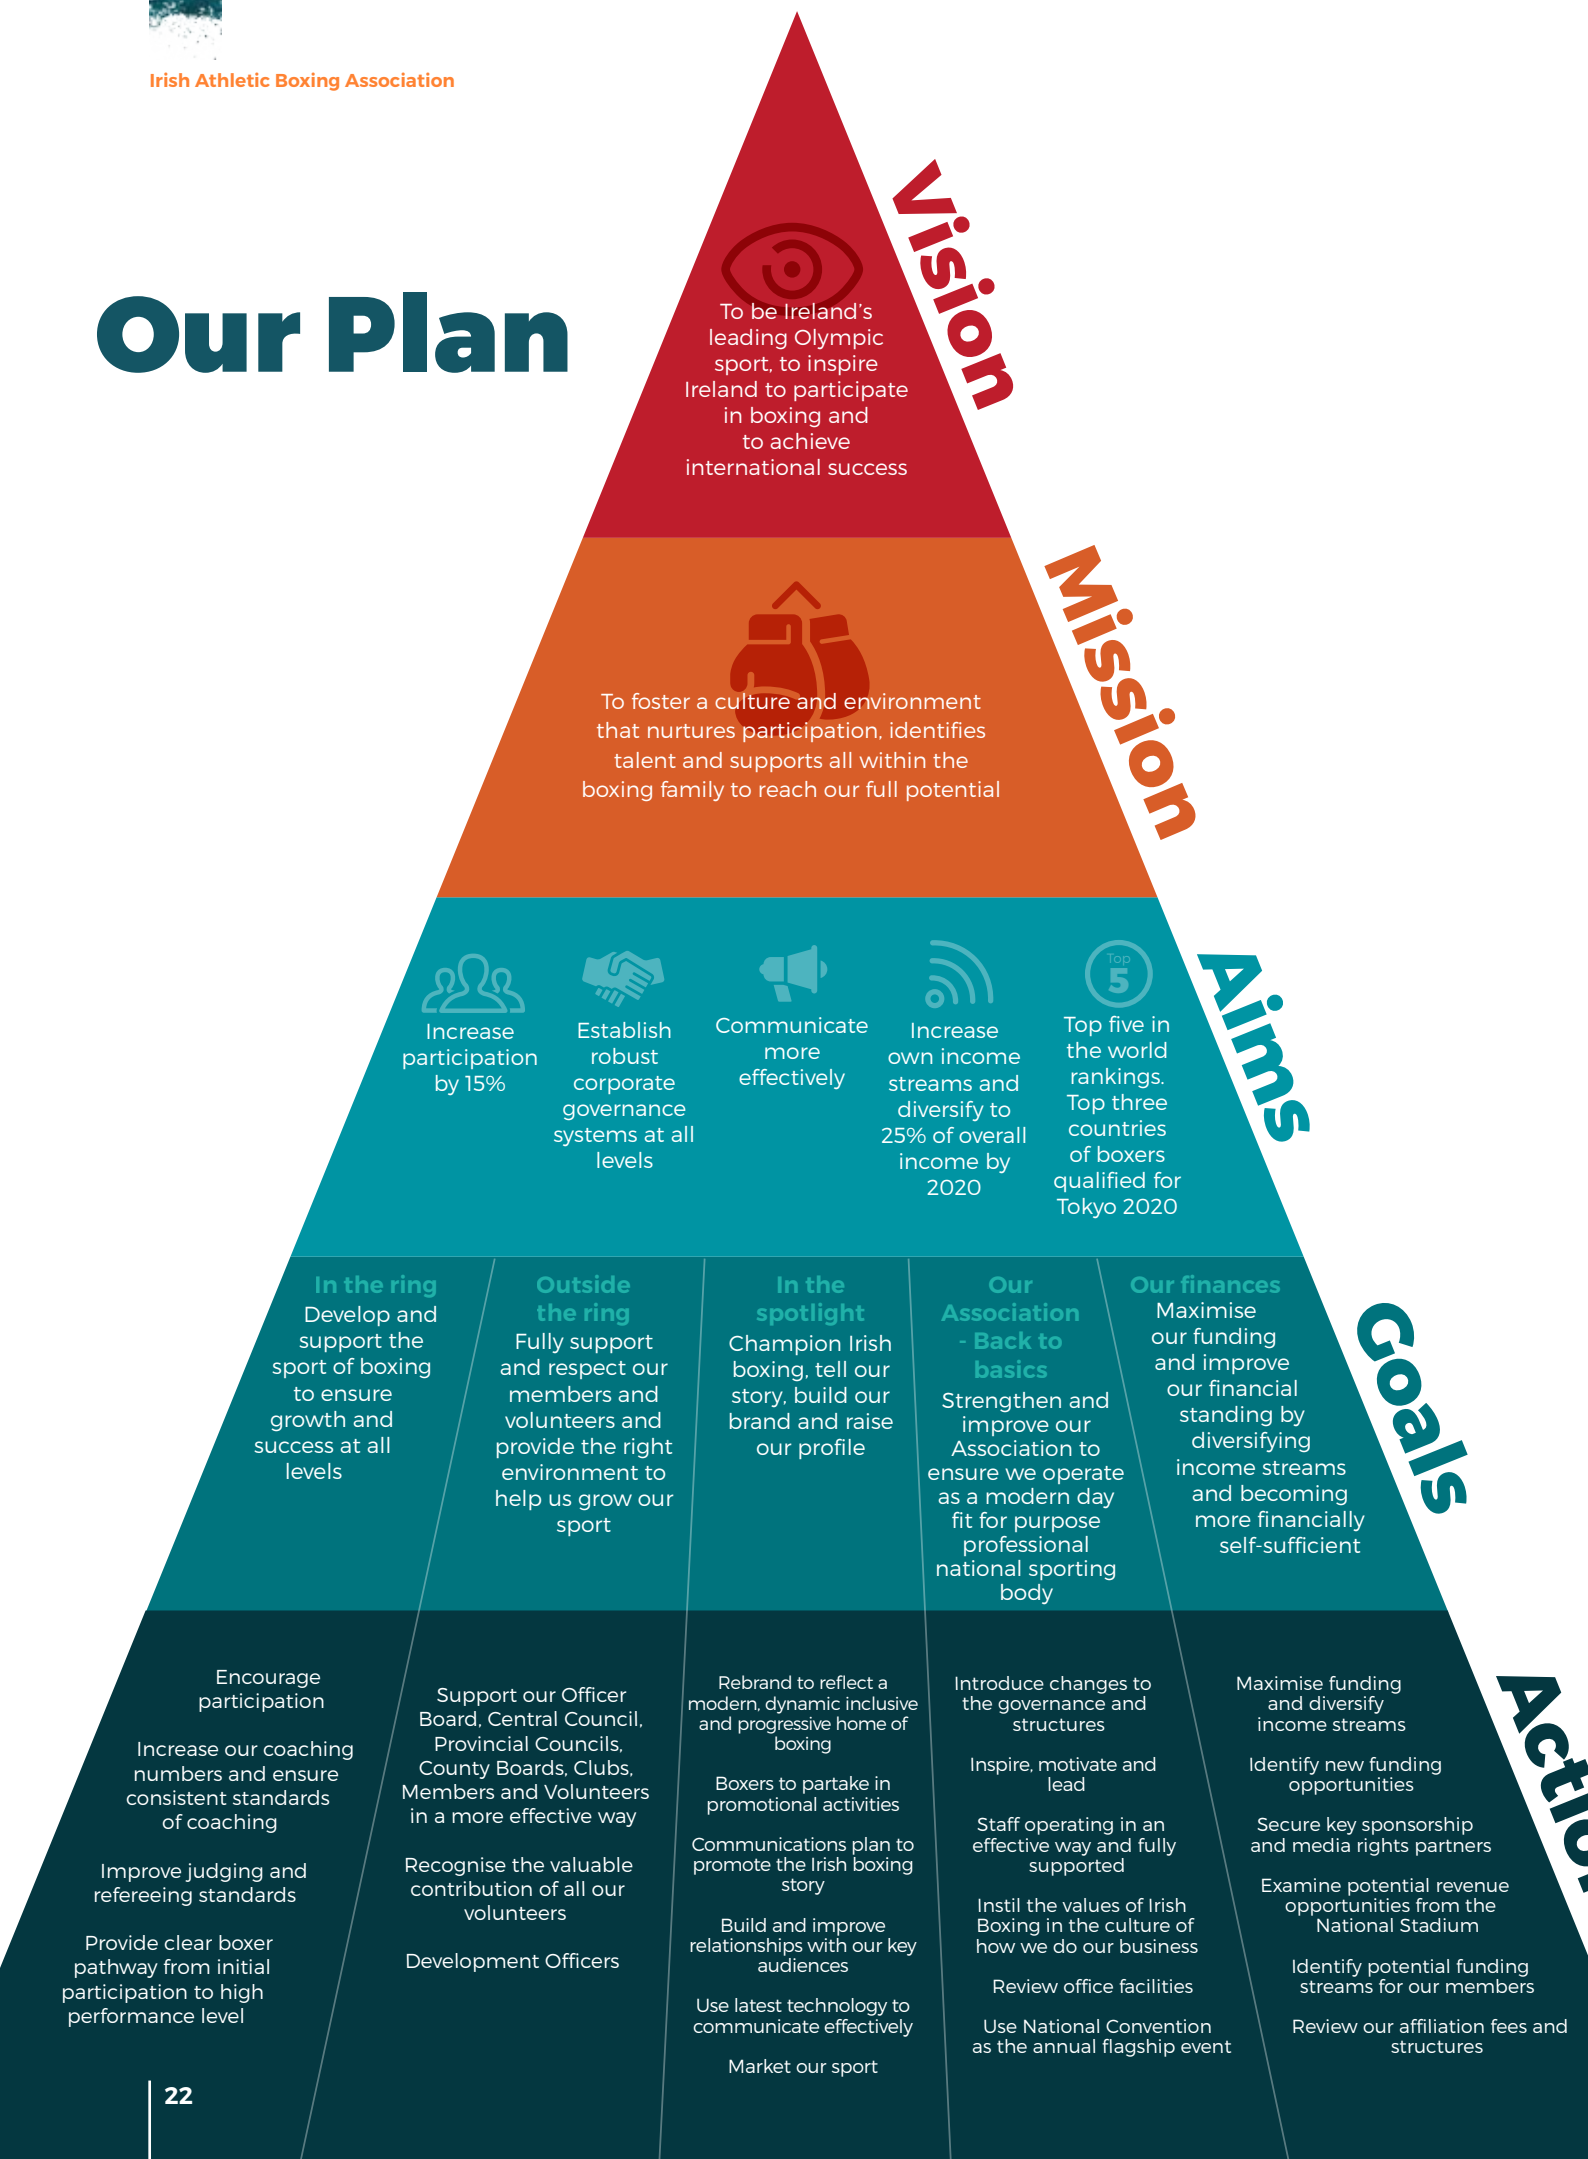 Irish Athletic Boxing Association
Our Plan
Vision
To be Ireland's
leading Olympic
sport, to inspire
Ireland to participate
in boxing and
to achieve
international success
Mission
To foster a culture and environment
that nurtures participation, identifies
talent and supports all within the
boxing family to reach our full potential
Aims
Increase
participation
by 15%
Establish
robust
corporate
governance
systems at all
levels
Communicate
more
effectively
Increase
own income
streams and
diversify to
25% of overall
income by
2020
Top
5
Top five in
the world
rankings.
Top three
countries
of boxers
qualified for
Tokyo 2020
Goals
In the ring
Develop and
support the
sport of boxing
to ensure
growth and
success at all
levels
Outside
the ring
Fully support
and respect our
members and
volunteers and
provide the right
environment to
help us grow our
sport
In the
spotlight
Champion Irish
boxing, tell our
story, build our
brand and raise
our profile
Our
Association
- Back to
basics
Strengthen and
improve our
Association to
ensure we operate
as a modern day
fit for purpose
professional
national sporting
body
Our finances
Maximise
our funding
and improve
our financial
standing by
diversifying
income streams
and becoming
more financially
self-sufficient
Encourage
participation
Increase our coaching
numbers and ensure
consistent standards
of coaching
Improve judging and
refereeing standards
Provide clear boxer
pathway from initial
participation to high
performance level
Support our Officer
Board, Central Council,
Provincial Councils,
County Boards, Clubs,
Members and Volunteers
in a more effective way
Recognise the valuable
contribution of all our
volunteers
Development Officers
Rebrand to reflect a
modern, dynamic inclusive
and progressive home of
boxing
Boxers to partake in
promotional activities
Communications plan to
promote the Irish boxing
story
Build and improve
relationships with our key
audiences
Use latest technology to
communicate effectively
Market our sport
Introduce changes to
the governance and
structures
Inspire, motivate and
lead
Staff operating in an
effective way and fully
supported
Instil the values of Irish
Boxing in the culture of
how we do our business
Review office facilities
Use National Convention
as the annual flagship event
Maximise funding
and diversify
income streams
Identify new funding
opportunities
Secure key sponsorship
and media rights partners
Examine potential revenue
opportunities from the
National Stadium
Identify potential funding
streams for our members
Review our affiliation fees and
structures
22